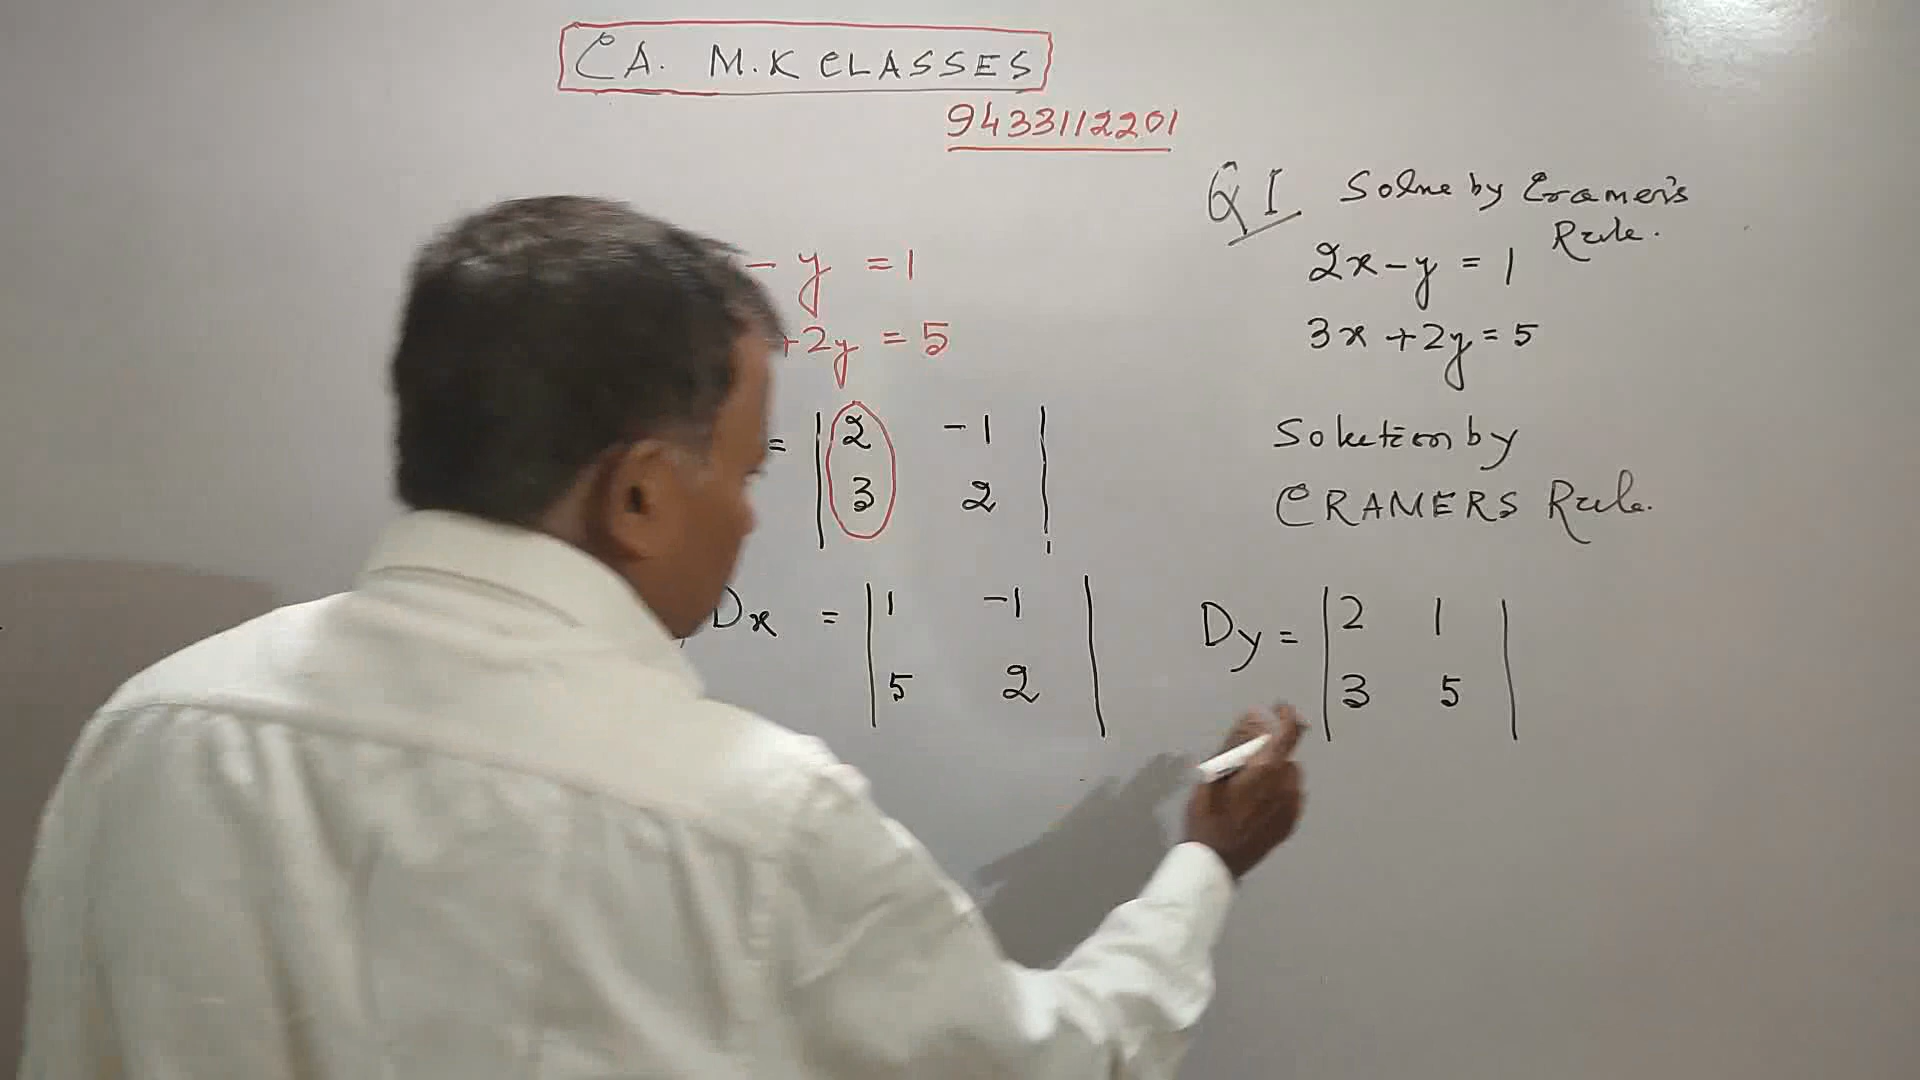 CA. M.K CLASSES
9433112201
Q1 Solve by Cramer's
Rule.
2x-y = 1
3x+2y=5
- y = 1
+2y = 5
= | 2 -1 |
| 3 2 |
Solution by
CRAMERS Rule.
Dx = | 1 -1 |
| 5 2 |
Dy = | 2 1 |
| 3 5 |